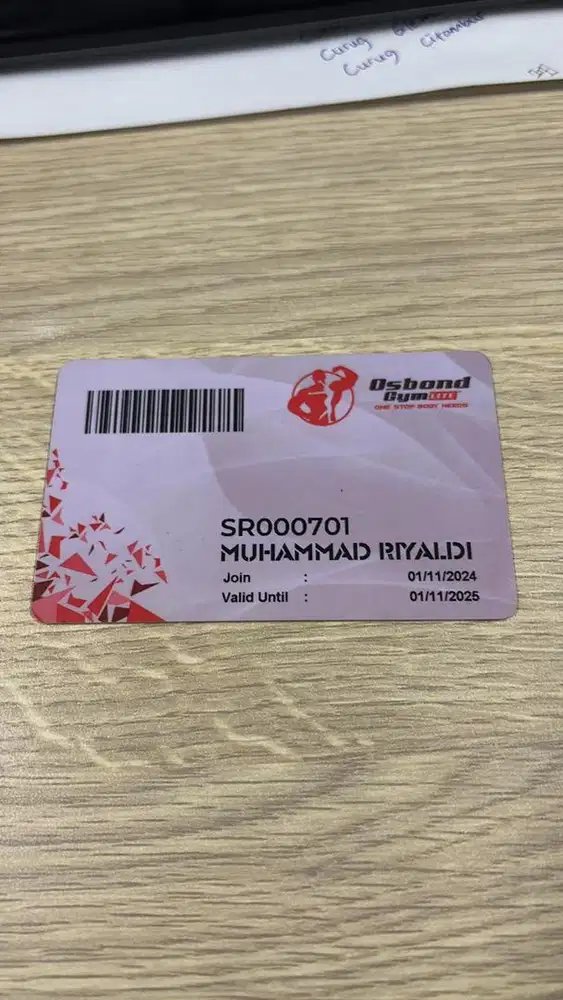 Curug
Curug Citambur
Osbond
Gym LITE
ONE STOP BODY NEEDS
SR000701
MUHAMMAD RIYALDI
Join : 01/11/2024
Valid Until : 01/11/2025